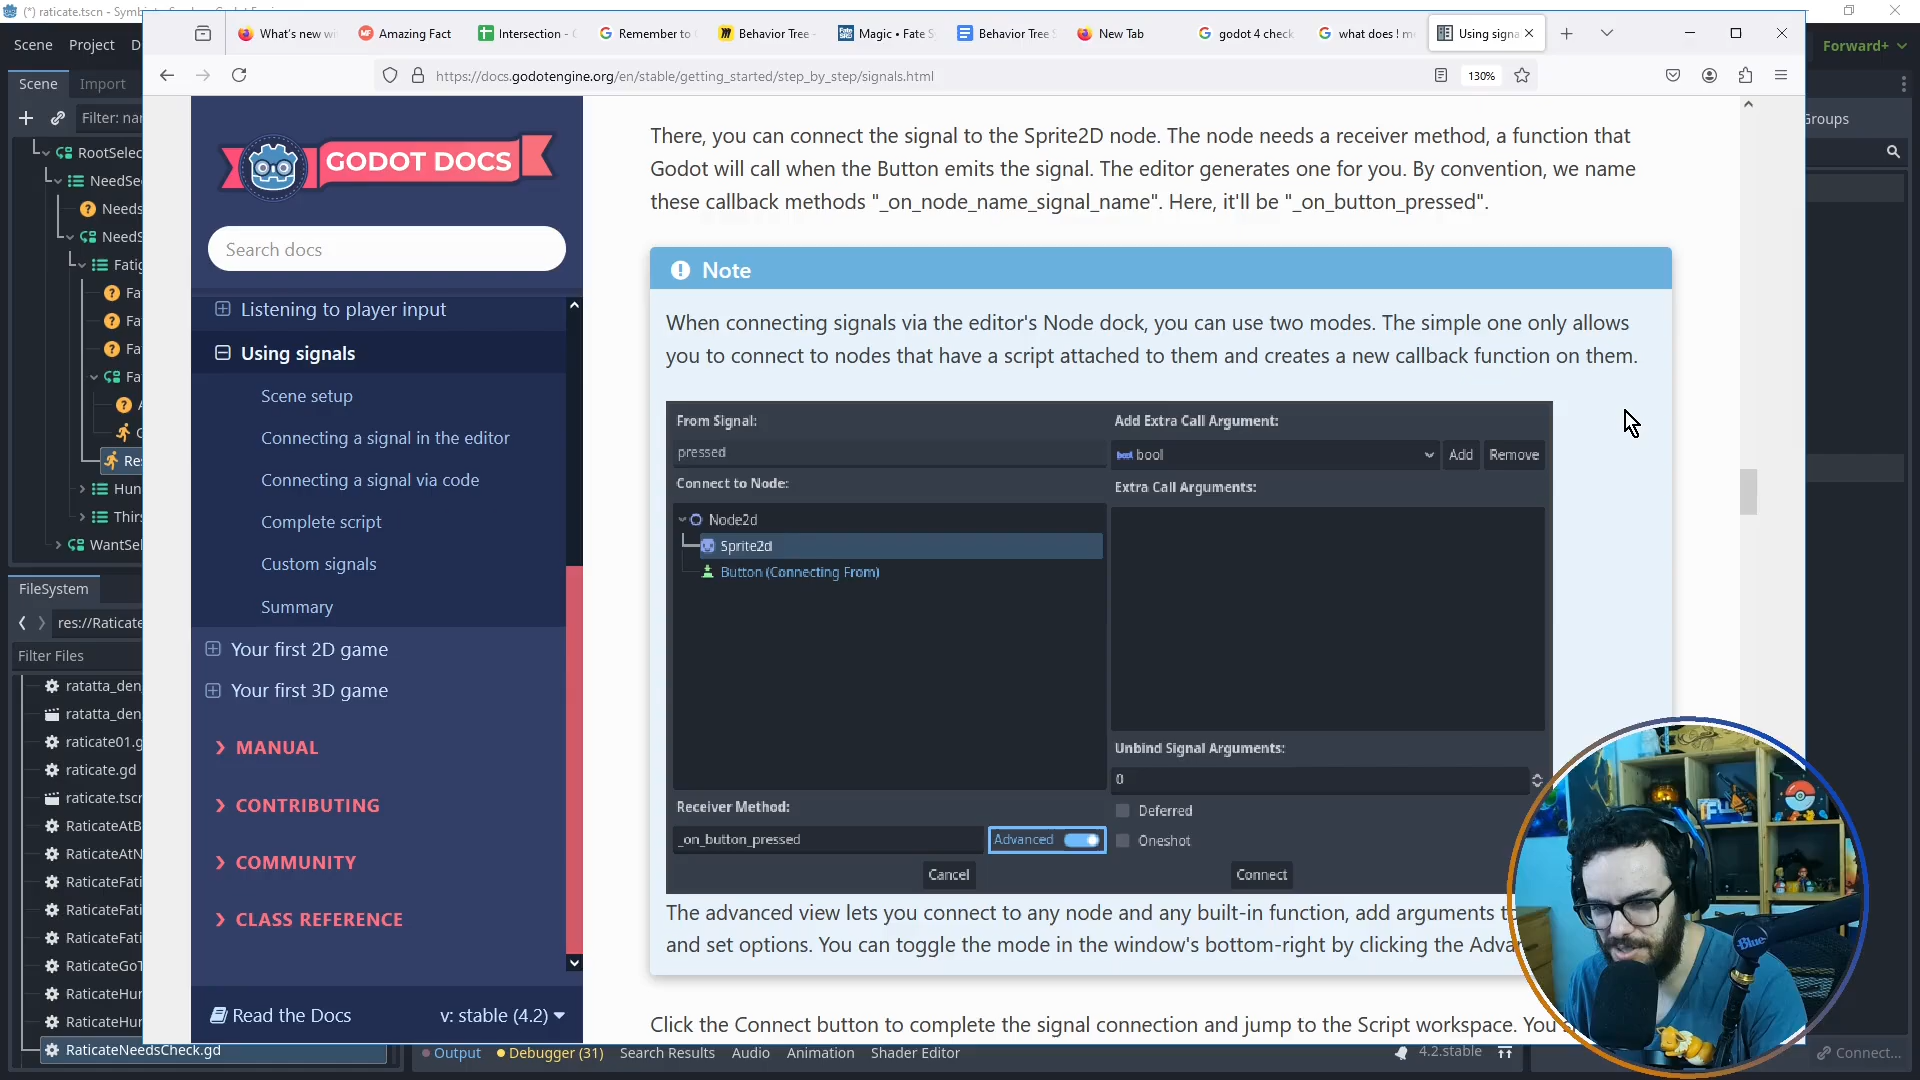 (*) raticate.tscn - Symbi
Scene Project D
Forward+
What's new wi
Amazing Fact
Intersection - G
Remember to
Behavior Tree -
Magic • Fate S
Behavior Tree
New Tab
godot 4 check
what does ! m
Using signa
https://docs.godotengine.org/en/stable/getting_started/step_by_step/signals.html
130%
Scene Import
Filter: nar
RootSelec
NeedSe
Needs
NeedS
Fatig
Fa
Fa
Fa
Fa
Res
Hun
Thirs
WantSel
Groups
FileSystem
res://Raticate
Filter Files
ratatta_den
ratatta_den
raticate01.g
raticate.gd
raticate.tscn
RaticateAtB
RaticateAtN
RaticateFati
RaticateFati
RaticateFati
RaticateGoT
RaticateHur
RaticateHur
RaticateNeedsCheck.gd
GODOT DOCS
Search docs
Listening to player input
Using signals
Scene setup
Connecting a signal in the editor
Connecting a signal via code
Complete script
Custom signals
Summary
Your first 2D game
Your first 3D game
MANUAL
CONTRIBUTING
COMMUNITY
CLASS REFERENCE
Read the Docs v: stable (4.2)
There, you can connect the signal to the Sprite2D node. The node needs a receiver method, a function that
Godot will call when the Button emits the signal. The editor generates one for you. By convention, we name
these callback methods "_on_node_name_signal_name". Here, it'll be "_on_button_pressed".
Note
When connecting signals via the editor's Node dock, you can use two modes. The simple one only allows
you to connect to nodes that have a script attached to them and creates a new callback function on them.
From Signal:
pressed
Connect to Node:
Node2d
Sprite2d
Button (Connecting From)
Receiver Method:
_on_button_pressed
Advanced
Add Extra Call Argument:
bool Add Remove
Extra Call Arguments:
Unbind Signal Arguments:
0
Deferred
Oneshot
Cancel Connect
The advanced view lets you connect to any node and any built-in function, add arguments to
and set options. You can toggle the mode in the window's bottom-right by clicking the Adva
Click the Connect button to complete the signal connection and jump to the Script workspace. You
Blue
Output Debugger (31) Search Results Audio Animation Shader Editor 4.2.stable Connect...